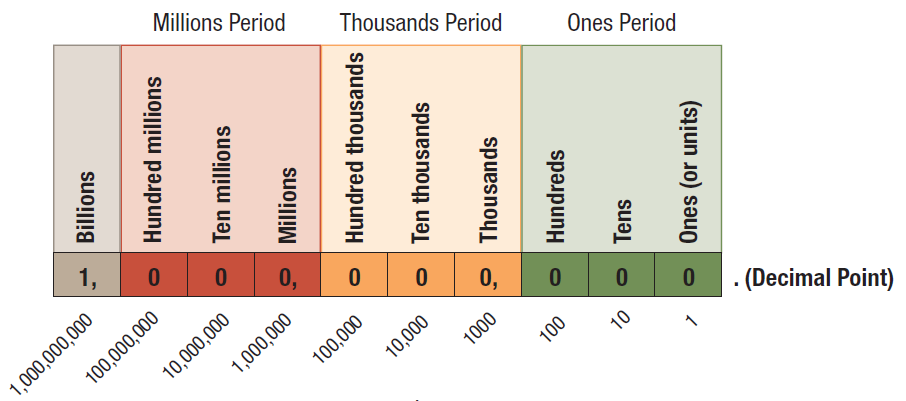 Millions Period Thousands Period Ones Period
Billions
Hundred millions
Ten millions
Millions
Hundred thousands
Ten thousands
Thousands
Hundreds
Tens
Ones (or units)
1, 0 0 0, 0 0 0, 0 0 0 . (Decimal Point)
1,000,000,000 100,000,000 10,000,000 1,000,000 100,000 10,000 1000 100 10 1